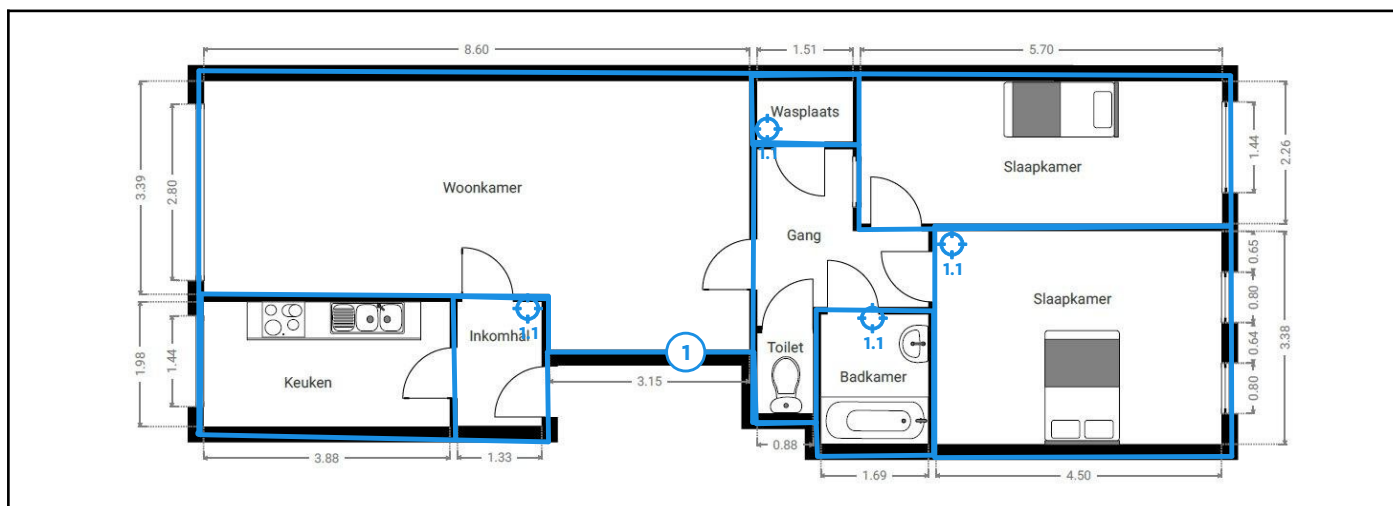 8.60
1.51
5.70
Wasplaats
1.1
Slaapkamer
1.44
2.26
3.39
2.80
Woonkamer
Gang
1.1
0.65
0.80
0.64
0.80
3.38
Slaapkamer
Inkomhal
1.1
1.1
1
Toilet
Badkamer
Keuken
1.98
1.44
3.15
3.88
1.33
0.88
1.69
4.50